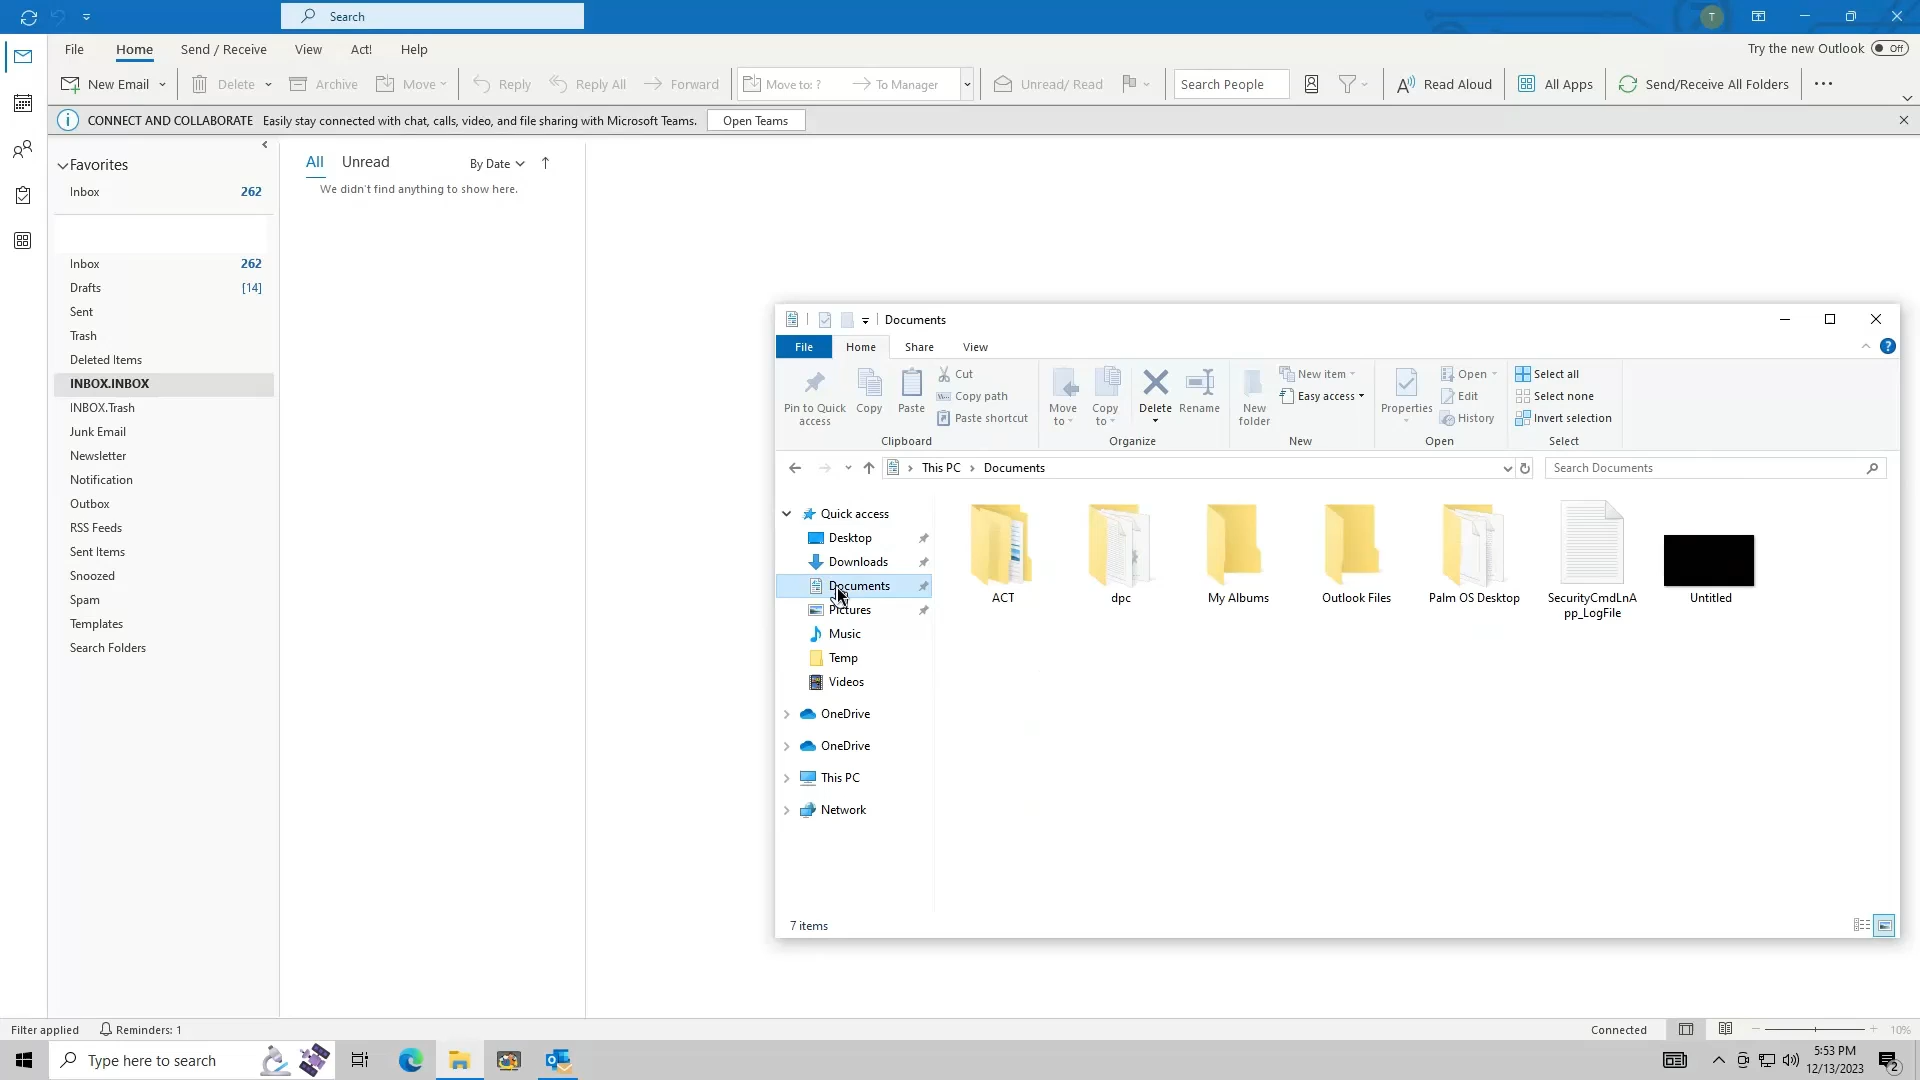 Search
T
File Home Send / Receive View Act! Help
Try the new Outlook Off
New Email Delete Archive Move Reply Reply All Forward Move to: ? To Manager Unread/ Read Search People Read Aloud All Apps Send/Receive All Folders
CONNECT AND COLLABORATE Easily stay connected with chat, calls, video, and file sharing with Microsoft Teams. Open Teams
Favorites
Inbox 262
Inbox 262
Drafts [14]
Sent
Trash
Deleted Items
INBOX.INBOX
INBOX.Trash
Junk Email
Newsletter
Notification
Outbox
RSS Feeds
Sent Items
Snoozed
Spam
Templates
Search Folders
All Unread By Date
We didn't find anything to show here.
Documents
File Home Share View
Pin to Quick access
Copy
Paste
Cut
Copy path
Paste shortcut
Clipboard
Move to
Copy to
Delete
Rename
Organize
New folder
New item
Easy access
New
Properties
Open
Edit
History
Open
Select all
Select none
Invert selection
Select
This PC Documents
Search Documents
Quick access
Desktop
Downloads
Documents
Pictures
Music
Temp
Videos
OneDrive
OneDrive
This PC
Network
ACT
dpc
My Albums
Outlook Files
Palm OS Desktop
SecurityCmdLnA
pp_LogFile
Untitled
7 items
Filter applied Reminders: 1
Connected 10%
Type here to search
5:53 PM
12/13/2023
2